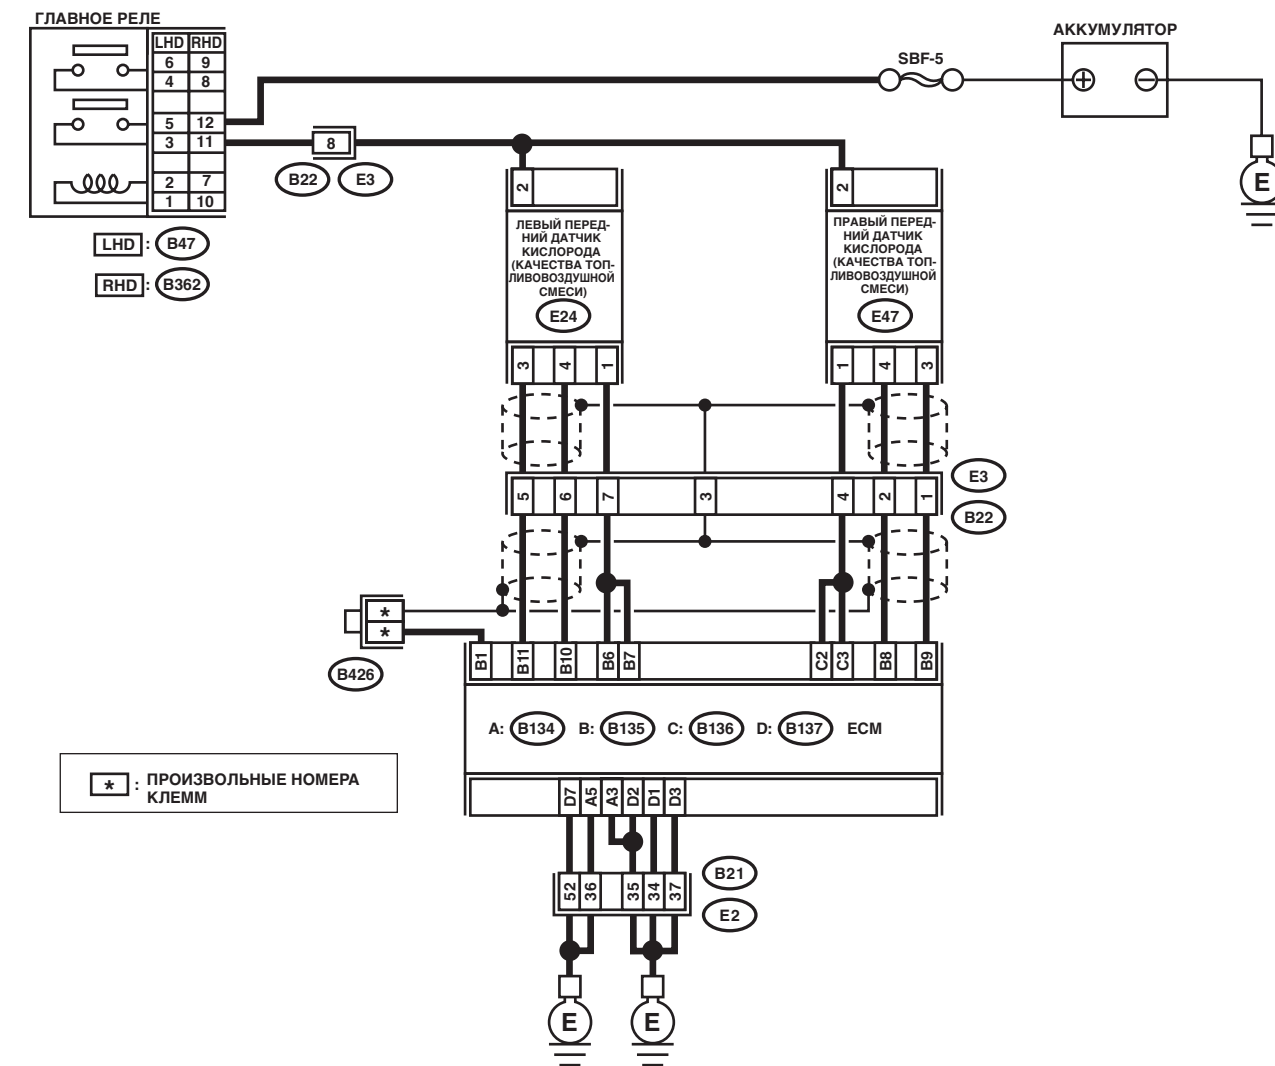 ГЛАВНОЕ РЕЛЕ
LHD RHD
6 9
4 8
5 12
3 11
2 7
1 10
LHD : B47
RHD : B362
8
B22 E3
SBF-5
АККУМУЛЯТОР
+ −
E
2
ЛЕВЫЙ ПЕРЕД-
НИЙ ДАТЧИК
КИСЛОРОДА
(КАЧЕСТВА ТОП-
ЛИВОВОЗДУШНОЙ
СМЕСИ)
E24
3 4 1
2
ПРАВЫЙ ПЕРЕД-
НИЙ ДАТЧИК
КИСЛОРОДА
(КАЧЕСТВА ТОП-
ЛИВОВОЗДУШНОЙ
СМЕСИ)
E47
1 4 3
5 6 7 3 4 2 1
E3
B22
*
*
B426
B1 B11 B10 B6 B7 C2 C3 B8 B9
A: B134 B: B135 C: B136 D: B137 ECM
* : ПРОИЗВОЛЬНЫЕ НОМЕРА
КЛЕММ
D7 A5 A3 D2 D1 D3
52 36 35 34 37
B21
E2
E E